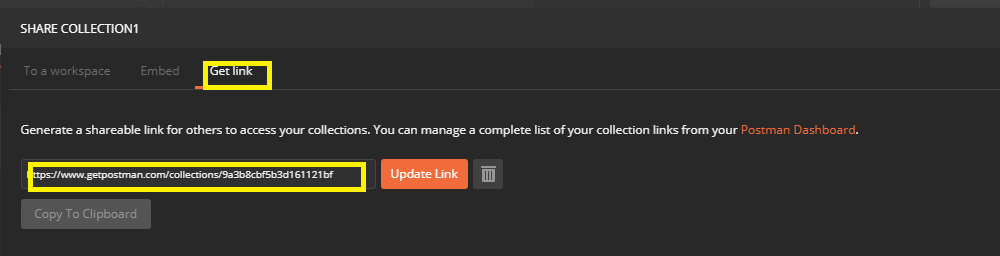 SHARE COLLECTION1
To a workspace Embed Get link
Generate a shareable link for others to access your collections. You can manage a complete list of your collection links from your Postman Dashboard.
https://www.getpostman.com/collections/9a3b8cbf5b3d161121bf Update Link
Copy To Clipboard